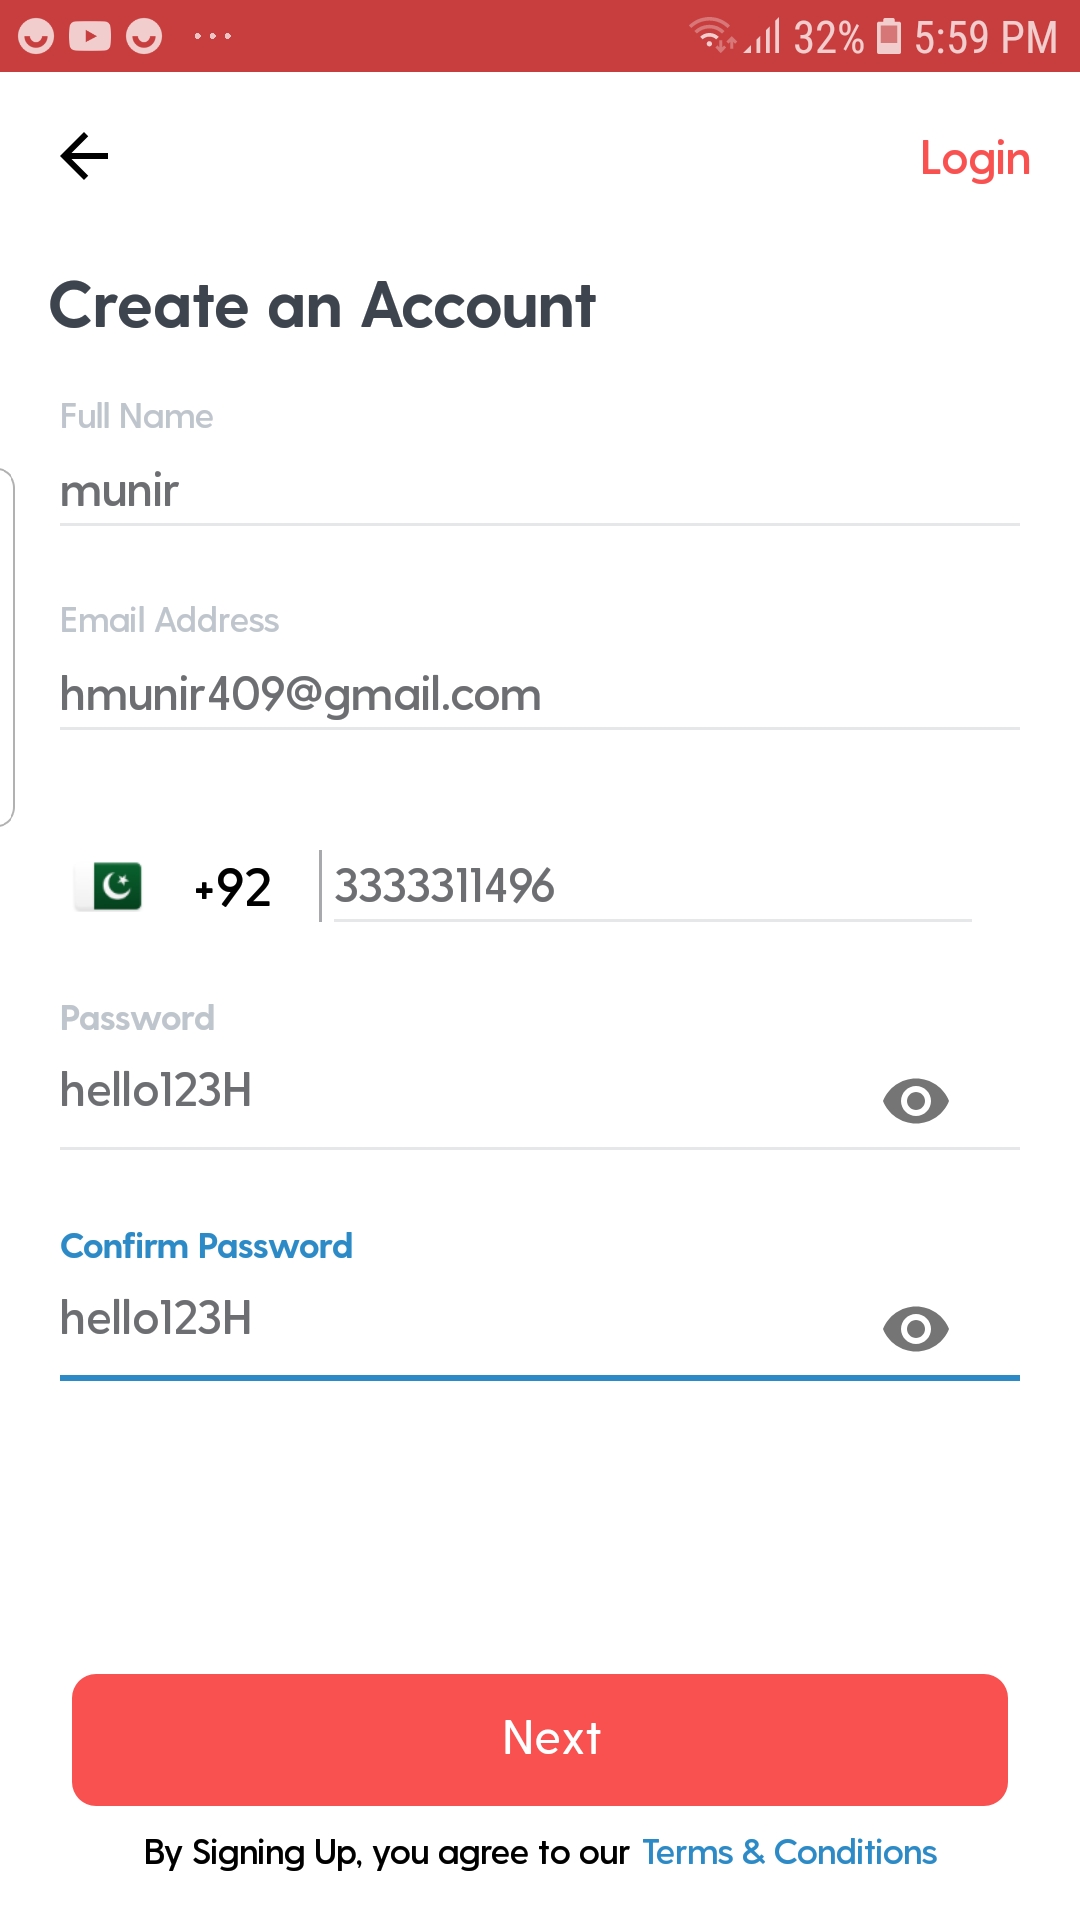 32% 5:59 PM
Login
Create an Account
Full Name
munir
Email Address
hmunir409@gmail.com
+92 3333311496
Password
hello123H
Confirm Password
hello123H
Next
By Signing Up, you agree to our Terms & Conditions